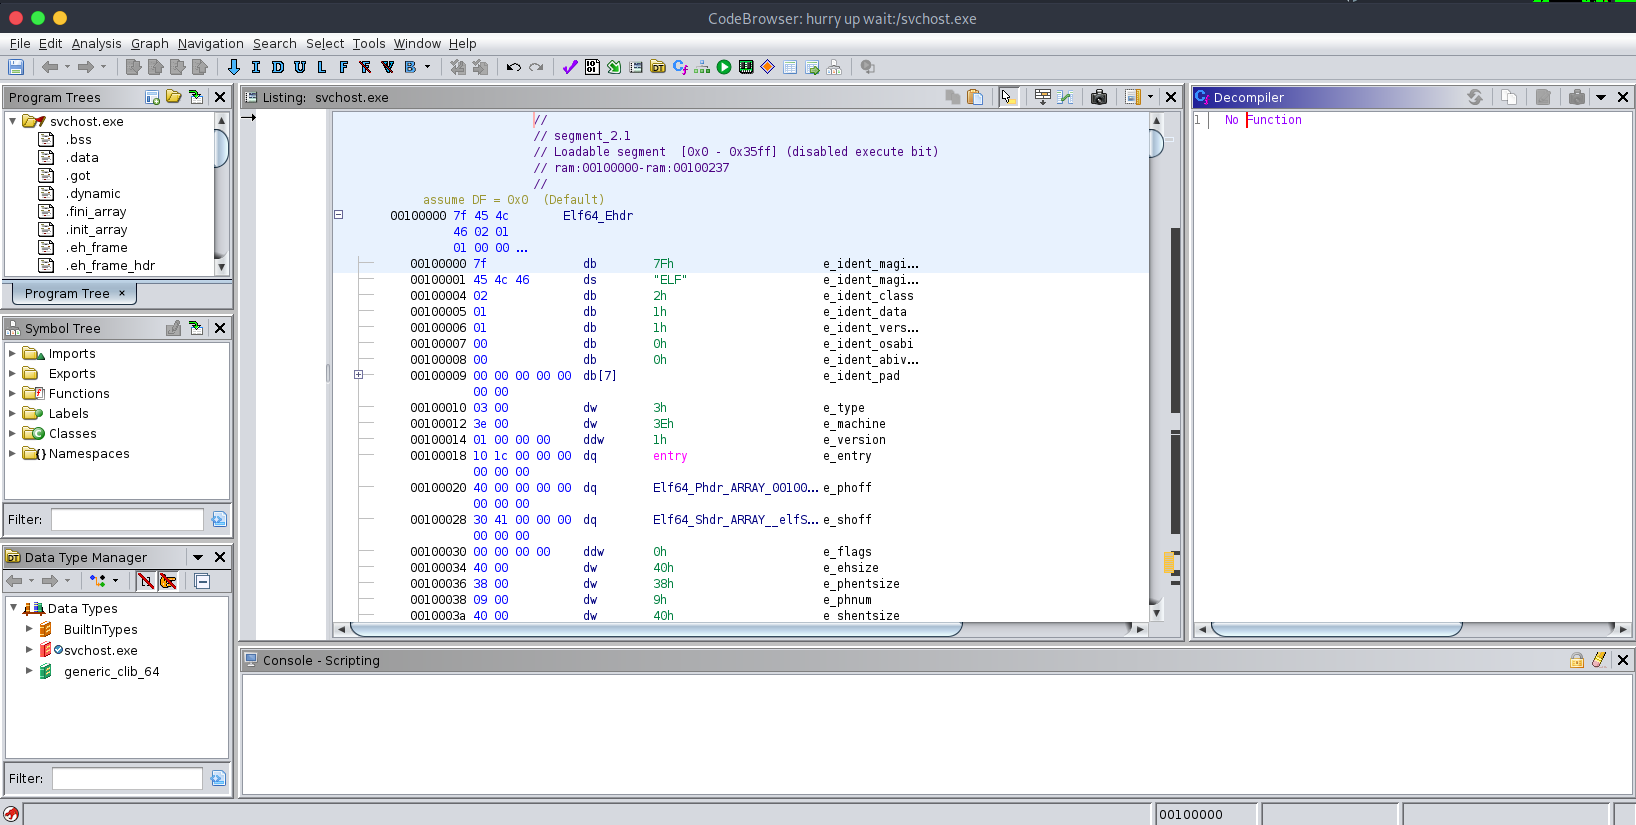 CodeBrowser: hurry up wait:/svchost.exe
File Edit Analysis Graph Navigation Search Select Tools Window Help
I D U L F F V B
Program Trees
svchost.exe
.bss
.data
.got
.dynamic
.fini_array
.init_array
.eh_frame
.eh_frame_hdr
Program Tree ×
Symbol Tree
Imports
Exports
Functions
Labels
Classes
Namespaces
Filter:
Data Type Manager
Data Types
BuiltInTypes
svchost.exe
generic_clib_64
Filter:
Listing: svchost.exe
//
// segment_2.1
// Loadable segment [0x0 - 0x35ff] (disabled execute bit)
// ram:00100000-ram:00100237
//
assume DF = 0x0 (Default)
00100000 7f 45 4c Elf64_Ehdr
46 02 01
01 00 00 ...
00100000 7f db 7Fh e_ident_magi...
00100001 45 4c 46 ds "ELF" e_ident_magi...
00100004 02 db 2h e_ident_class
00100005 01 db 1h e_ident_data
00100006 01 db 1h e_ident_vers...
00100007 00 db 0h e_ident_osabi
00100008 00 db 0h e_ident_abiv...
00100009 00 00 00 00 00 db[7] e_ident_pad
00 00
00100010 03 00 dw 3h e_type
00100012 3e 00 dw 3Eh e_machine
00100014 01 00 00 00 ddw 1h e_version
00100018 10 1c 00 00 00 dq entry e_entry
00 00 00
00100020 40 00 00 00 00 dq Elf64_Phdr_ARRAY_00100... e_phoff
00 00 00
00100028 30 41 00 00 00 dq Elf64_Shdr_ARRAY__elfS... e_shoff
00 00 00
00100030 00 00 00 00 ddw 0h e_flags
00100034 40 00 dw 40h e_ehsize
00100036 38 00 dw 38h e_phentsize
00100038 09 00 dw 9h e_phnum
0010003a 40 00 dw 40h e_shentsize
Decompiler
1 No Function
Console - Scripting
00100000